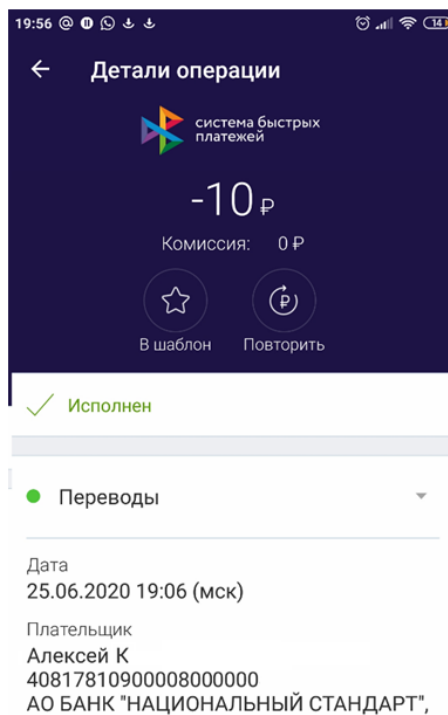 19:56
14
Детали операции
система быстрых
платежей
-10 ₽
Комиссия: 0 ₽
В шаблон Повторить
Исполнен
Переводы
Дата
25.06.2020 19:06 (мск)
Плательщик
Алексей К
40817810900008000000
АО БАНК "НАЦИОНАЛЬНЫЙ СТАНДАРТ",